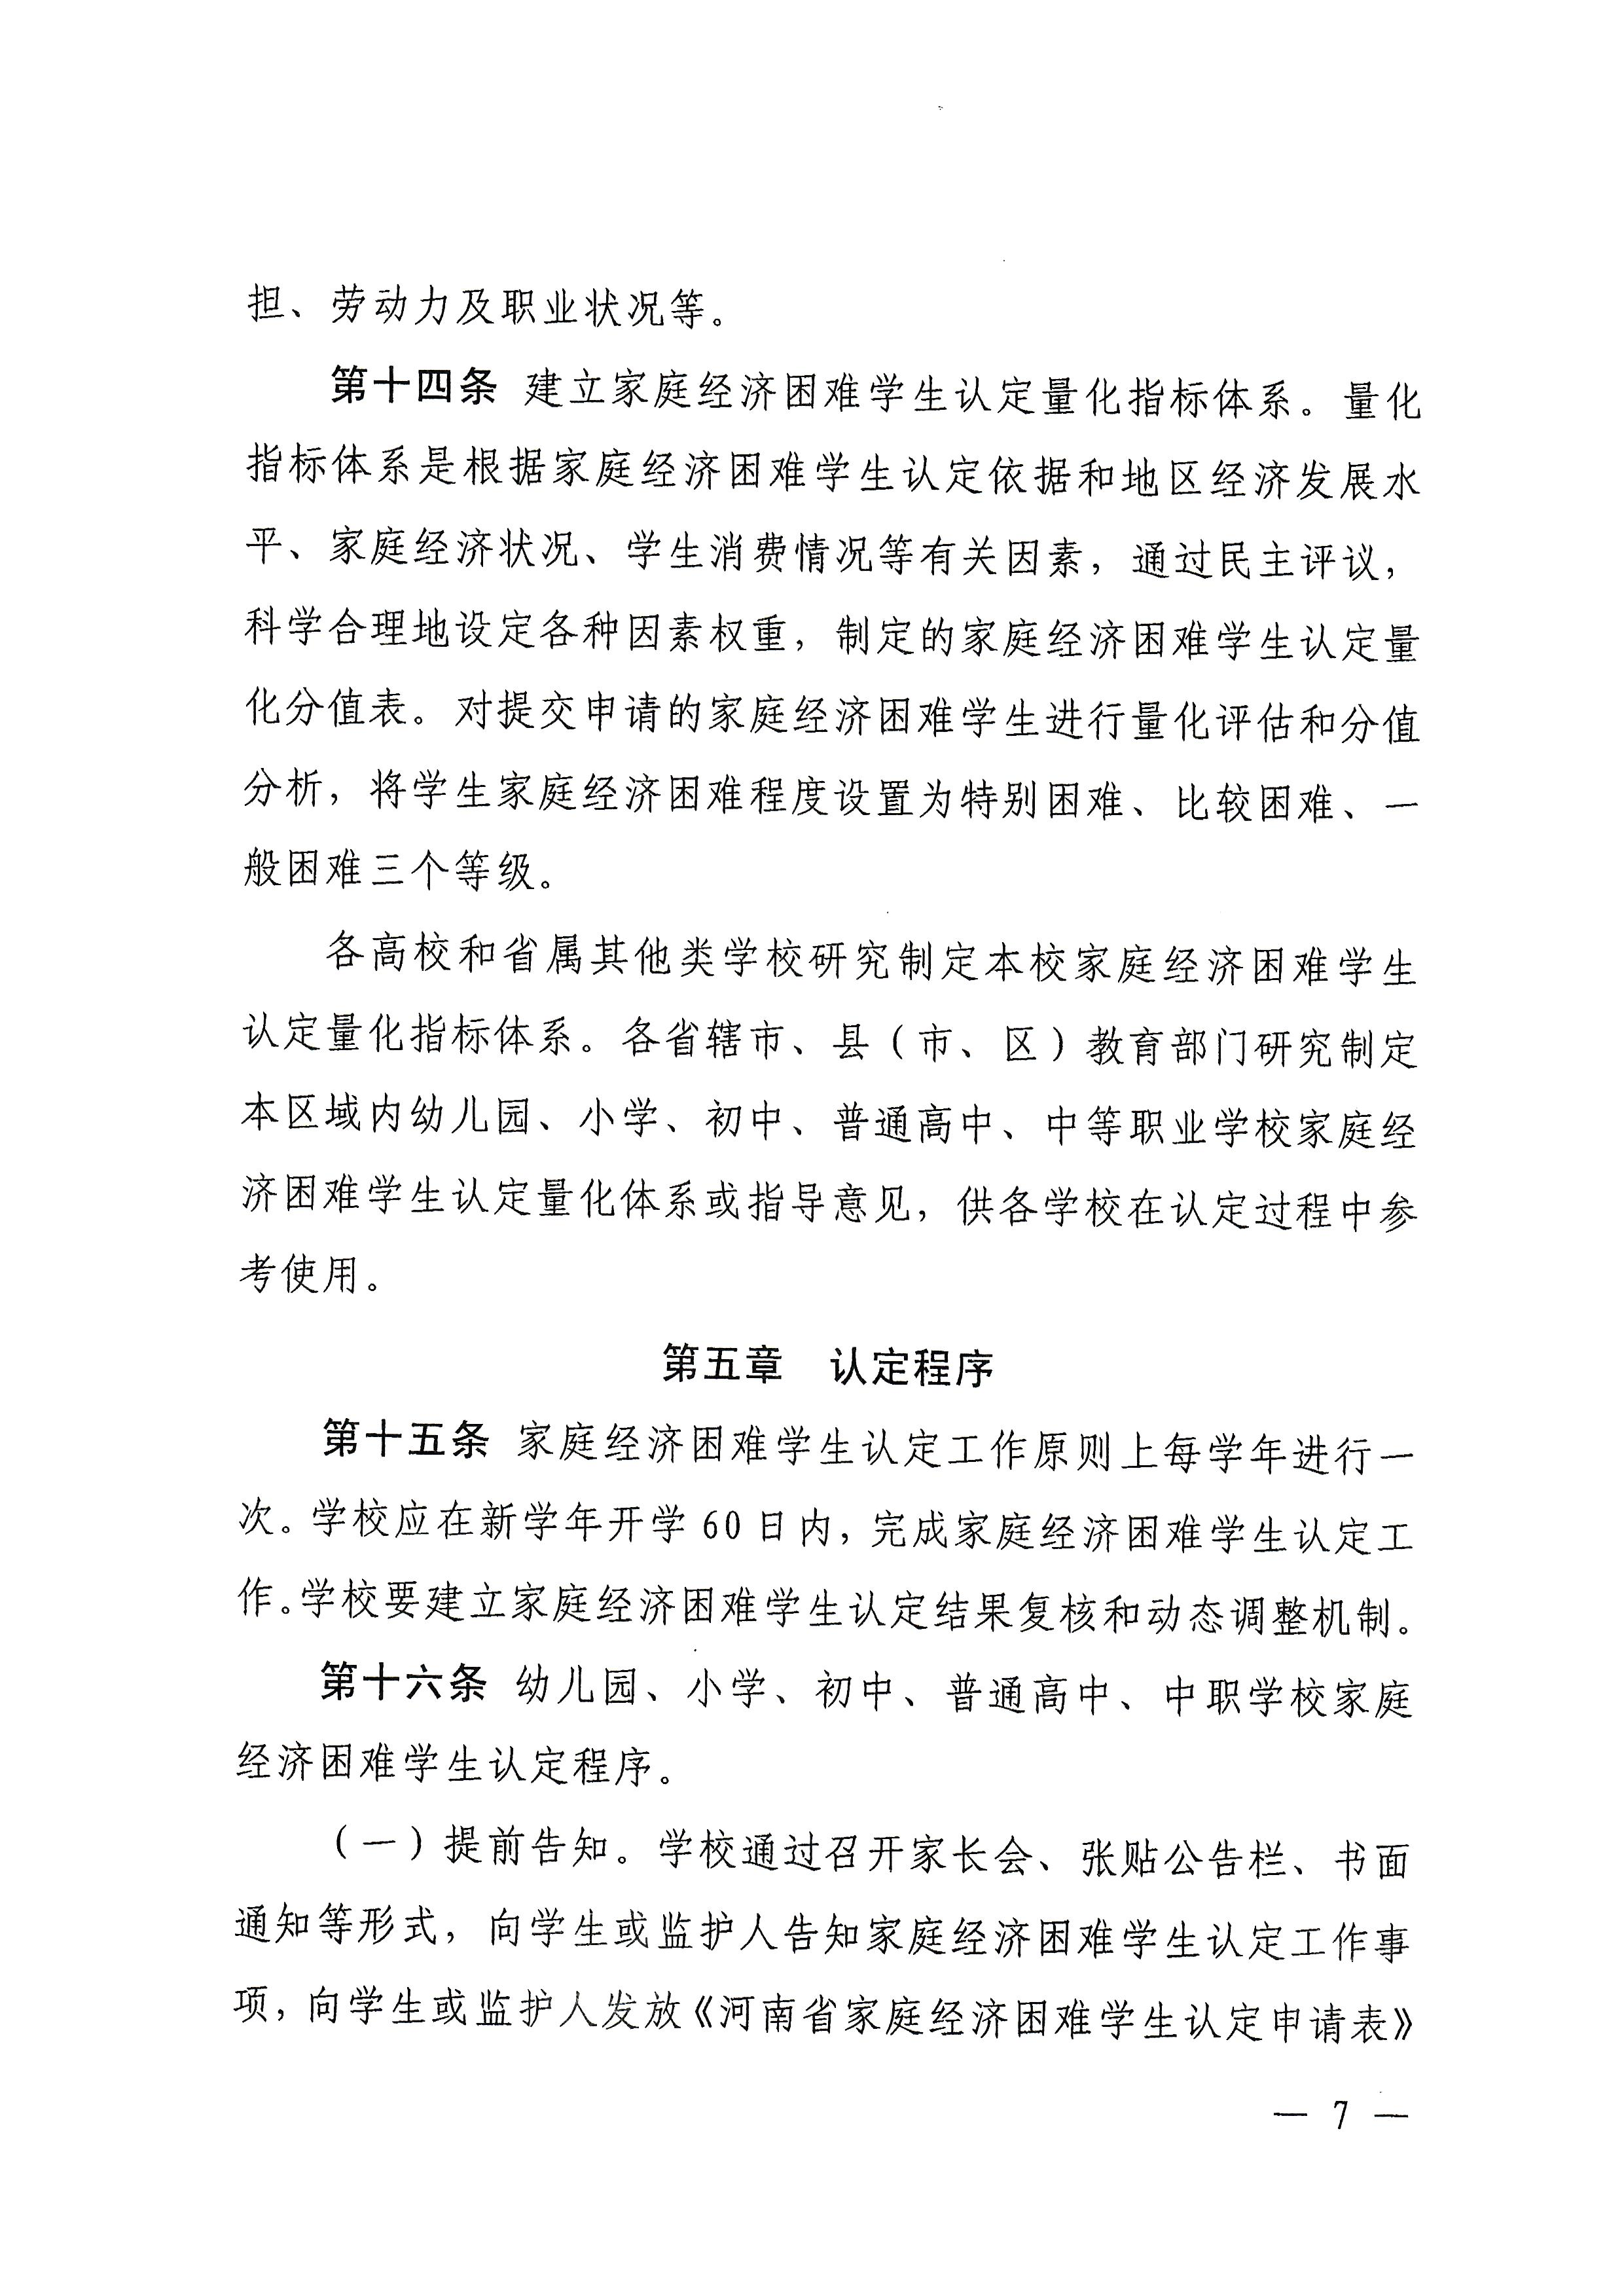 担、劳动力及职业状况等。
第十四条 建立家庭经济困难学生认定量化指标体系。量化
指标体系是根据家庭经济困难学生认定依据和地区经济发展水
平、家庭经济状况、学生消费情况等有关因素，通过民主评议，
科学合理地设定各种因素权重，制定的家庭经济困难学生认定量
化分值表。对提交申请的家庭经济困难学生进行量化评估和分值
分析，将学生家庭经济困难程度设置为特别困难、比较困难、一
般困难三个等级。
各高校和省属其他类学校研究制定本校家庭经济困难学生
认定量化指标体系。各省辖市、县（市、区）教育部门研究制定
本区域内幼儿园、小学、初中、普通高中、中等职业学校家庭经
济困难学生认定量化体系或指导意见，供各学校在认定过程中参
考使用。
第五章 认定程序
第十五条 家庭经济困难学生认定工作原则上每学年进行一
次。学校应在新学年开学60日内，完成家庭经济困难学生认定工
作。学校要建立家庭经济困难学生认定结果复核和动态调整机制。
第十六条 幼儿园、小学、初中、普通高中、中职学校家庭
经济困难学生认定程序。
（一）提前告知。学校通过召开家长会、张贴公告栏、书面
通知等形式，向学生或监护人告知家庭经济困难学生认定工作事
项，向学生或监护人发放《河南省家庭经济困难学生认定申请表》
— 7 —